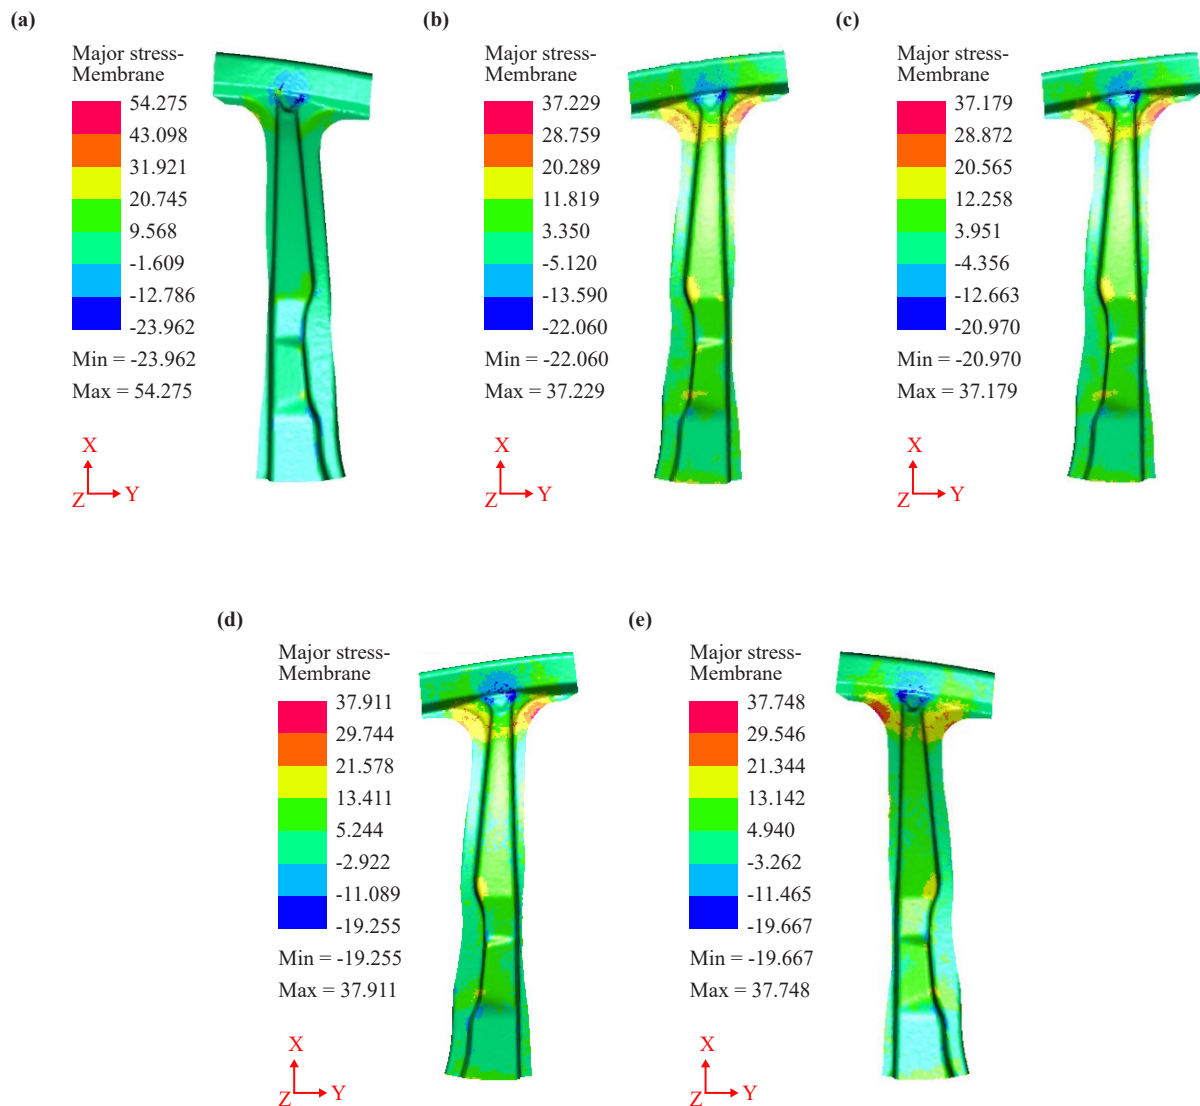 (a)
Major stress-
Membrane
54.275
43.098
31.921
20.745
9.568
-1.609
-12.786
-23.962
Min = -23.962
Max = 54.275
X
Z
Y
(b)
Major stress-
Membrane
37.229
28.759
20.289
11.819
3.350
-5.120
-13.590
-22.060
Min = -22.060
Max = 37.229
X
Z
Y
(c)
Major stress-
Membrane
37.179
28.872
20.565
12.258
3.951
-4.356
-12.663
-20.970
Min = -20.970
Max = 37.179
X
Z
Y
(d)
Major stress-
Membrane
37.911
29.744
21.578
13.411
5.244
-2.922
-11.089
-19.255
Min = -19.255
Max = 37.911
X
Z
Y
(e)
Major stress-
Membrane
37.748
29.546
21.344
13.142
4.940
-3.262
-11.465
-19.667
Min = -19.667
Max = 37.748
X
Z
Y